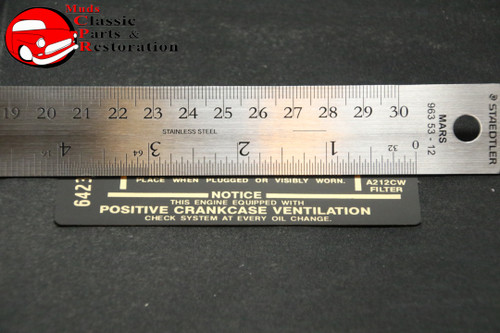 Muds
Classic
Parts &
Restoration
19 20 21 22 23 24 25 26 27 28 29 30
STAINLESS STEEL
64 3 2 1 32 0
4
MARS
963 53 - 12
STAEDTLER
6423
PLACE WHEN PLUGGED OR VISIBLY WORN.
A212CW
FILTER
NOTICE
THIS ENGINE EQUIPPED WITH
POSITIVE CRANKCASE VENTILATION
CHECK SYSTEM AT EVERY OIL CHANGE.